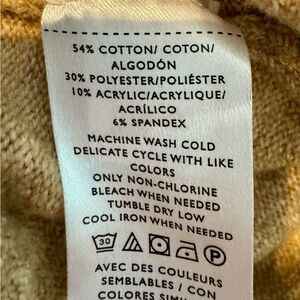 54% COTTON/ COTON/
ALGODÓN
30% POLYESTER/POLIÉSTER
10% ACRYLIC/ACRYLIQUE/
ACRÍLICO
6% SPANDEX
MACHINE WASH COLD
DELICATE CYCLE WITH LIKE
COLORS
ONLY NON-CHLORINE
BLEACH WHEN NEEDED
TUMBLE DRY LOW
COOL IRON WHEN NEEDED
30 P
AVEC DES COULEURS
SEMBLABLES / CON
COLORES